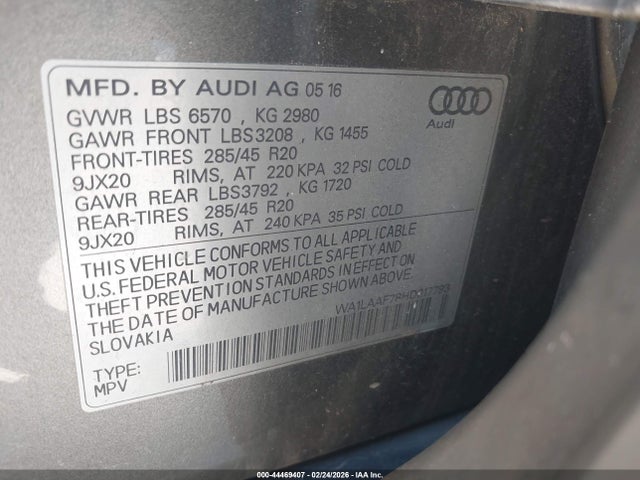 MFD. BY AUDI AG 05 16
Audi
GVWR LBS 6570 , KG 2980
GAWR FRONT LBS3208 , KG 1455
FRONT-TIRES 285/45 R20
9JX20 RIMS, AT 220 KPA 32 PSI COLD
GAWR REAR LBS3792 , KG 1720
REAR-TIRES 285/45 R20
9JX20 RIMS, AT 240 KPA 35 PSI COLD
THIS VEHICLE CONFORMS TO ALL APPLICABLE
U.S. FEDERAL MOTOR VEHICLE SAFETY AND
THEFT PREVENTION STANDARDS IN EFFECT ON
THE DATE OF MANUFACTURE SHOWN ABOVE.
SLOVAKIA
WA1LAAF78HD017793
TYPE:
MPV
000-44469407 - 02/24/2026 - IAA Inc.